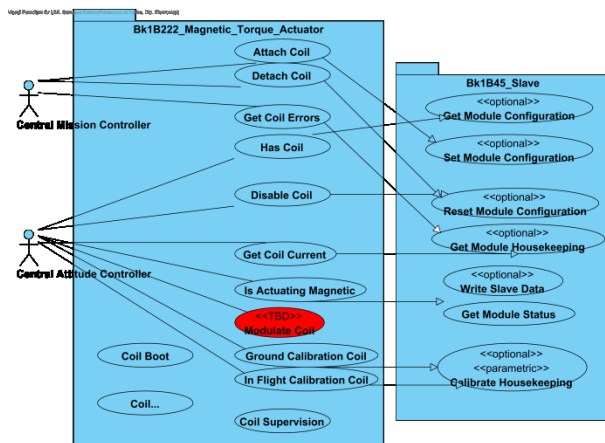 Bk1B222_Magnetic_Torque_Actuator
Attach Coil
Detach Coil
Bk1B45_Slave
<<optional>>
Get Module Configuration
Central Mission Controller
Get Coil Errors
Has Coil
<<optional>>
Set Module Configuration
Disable Coil
<<optional>>
Reset Module Configuration
<<optional>>
Get Module Housekeeping
Get Coil Current
Central Attitude Controller
<<optional>>
Write Slave Data
Is Actuating Magnetic
<<TBD>>
Modulate Coil
Get Module Status
Coil Boot
Ground Calibration Coil
<<optional>>
<<parametric>>
Calibrate Housekeeping
In Flight Calibration Coil
Coil...
Coil Supervision